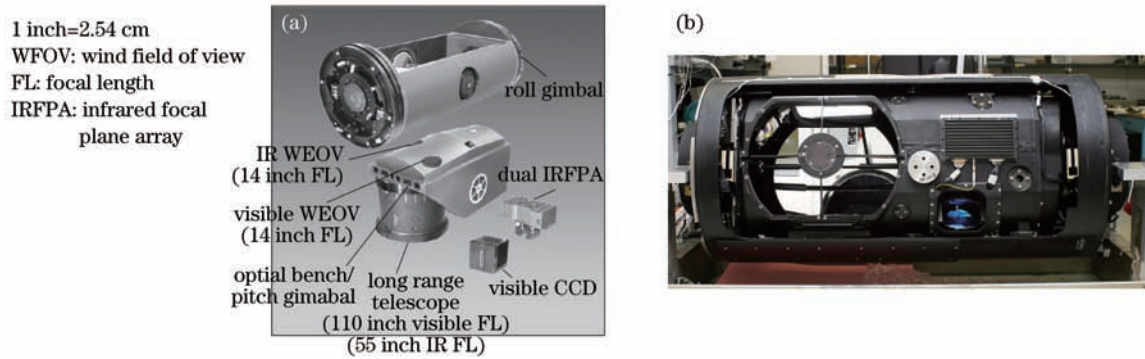 1 inch=2.54 cm
WFOV: wind field of view
FL: focal length
IRFPA: infrared focal
plane array
(a)
roll gimbal
IR WEOV
(14 inch FL)
dual IRFPA
visible WEOV
(14 inch FL)
optial bench/
pitch gimabal
long range
telescope
(110 inch visible FL)
(55 inch IR FL)
visible CCD
(b)